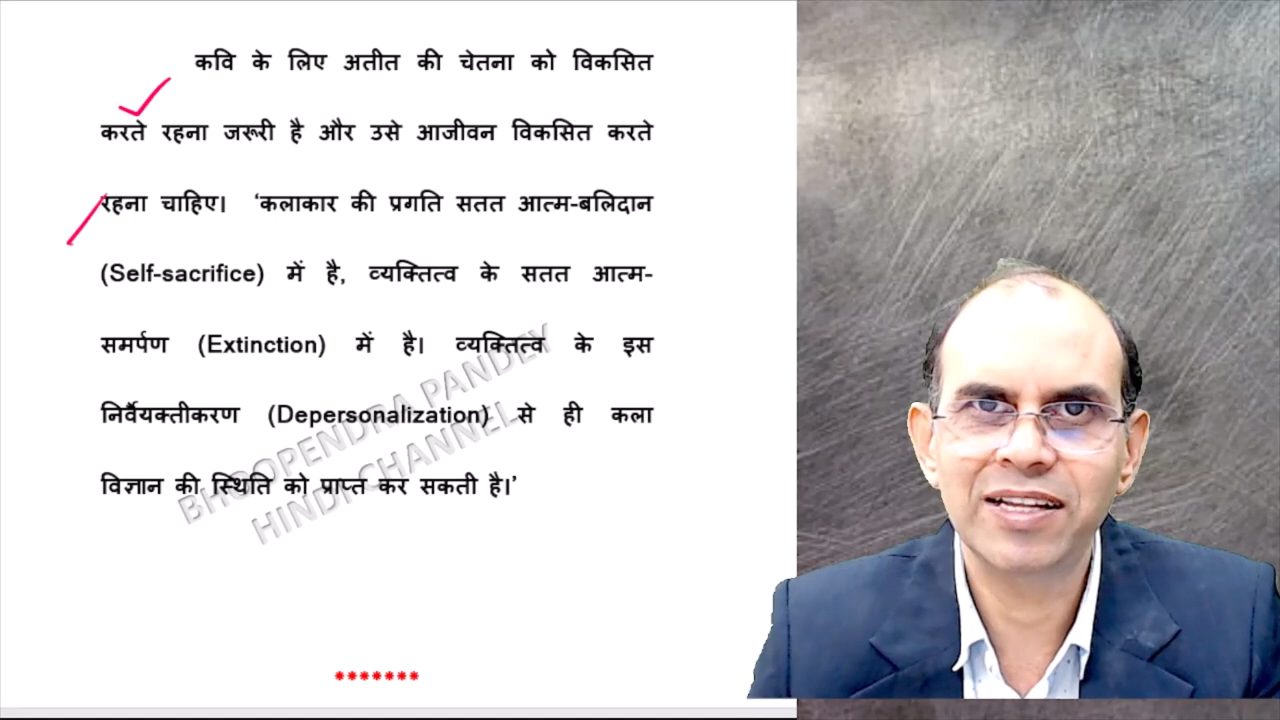 कवि के लिए अतीत की चेतना को विकसित
करते रहना जरूरी है और उसे आजीवन विकसित करते
रहना चाहिए। ‘कलाकार की प्रगति सतत आत्म-बलिदान
(Self-sacrifice) में है, व्यक्तित्व के सतत आत्म-
समर्पण (Extinction) में है। व्यक्तित्व के इस
निर्वैयक्तीकरण (Depersonalization) से ही कला
विज्ञान की स्थिति को प्राप्त कर सकती है।’
BHOOPENDRA PANDEY
HINDI CHANNEL
*******